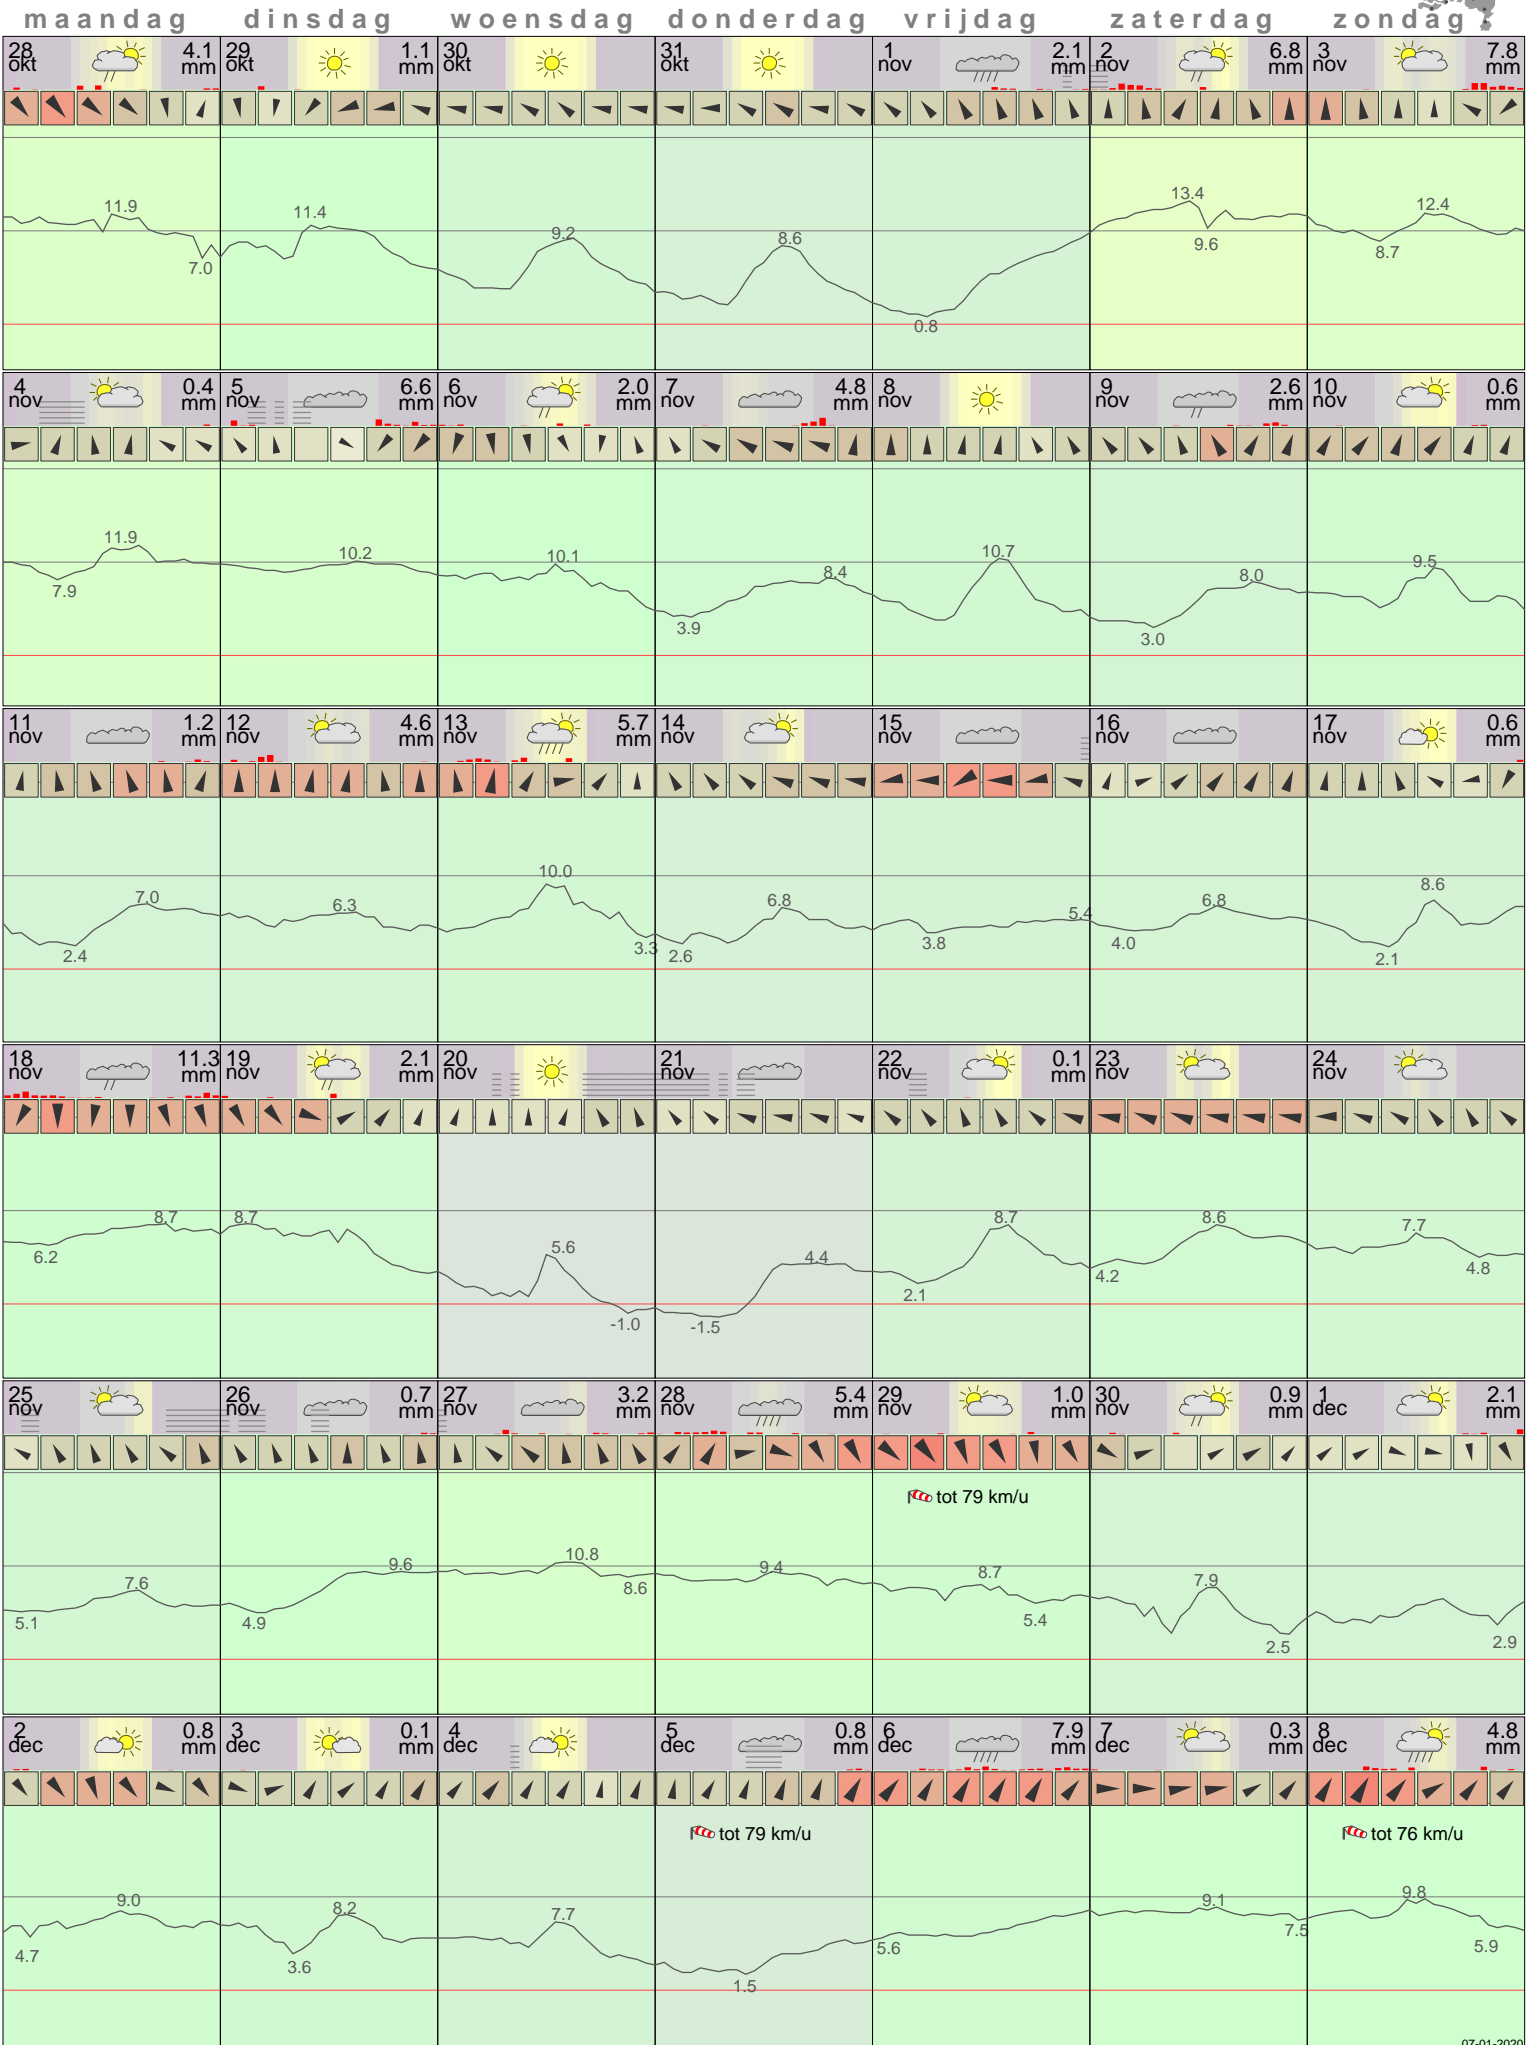 maandag dinsdag woensdag donderdag vrijdag zaterdag zondag
28 okt 4.1 mm 29 okt 1.1 mm 30 okt 31 okt 1 nov 2.1 mm 2 nov 6.8 mm 3 nov 7.8 mm
11.9 7.0 11.4 9.2 8.6 0.8 13.4 9.6 12.4 8.7
4 nov 0.4 mm 5 nov 6.6 mm 6 nov 2.0 mm 7 nov 4.8 mm 8 nov 9 nov 2.6 mm 10 nov 0.6 mm
11.9 7.9 10.2 10.1 3.9 8.4 10.7 3.0 8.0 9.5
11 nov 1.2 mm 12 nov 4.6 mm 13 nov 5.7 mm 14 nov 15 nov 16 nov 17 nov 0.6 mm
2.4 7.0 6.3 10.0 3.3 2.6 6.8 3.8 5.4 4.0 6.8 2.1 8.6
18 nov 11.3 mm 19 nov 2.1 mm 20 nov 21 nov 22 nov 0.1 mm 23 nov 24 nov
6.2 8.7 8.7 5.6 -1.0 -1.5 4.4 2.1 8.7 4.2 8.6 7.7 4.8
25 nov 26 nov 0.7 mm 27 nov 3.2 mm 28 nov 5.4 mm 29 nov 1.0 mm 30 nov 0.9 mm 1 dec 2.1 mm
tot 79 km/u
5.1 7.6 4.9 9.6 10.8 8.6 9.4 8.7 5.4 7.9 2.5 2.9
2 dec 0.8 mm 3 dec 0.1 mm 4 dec 5 dec 0.8 mm 6 dec 7.9 mm 7 dec 0.3 mm 8 dec 4.8 mm
tot 79 km/u tot 76 km/u
4.7 9.0 3.6 8.2 7.7 1.5 5.6 9.1 7.5 9.8 5.9
07-01-2020